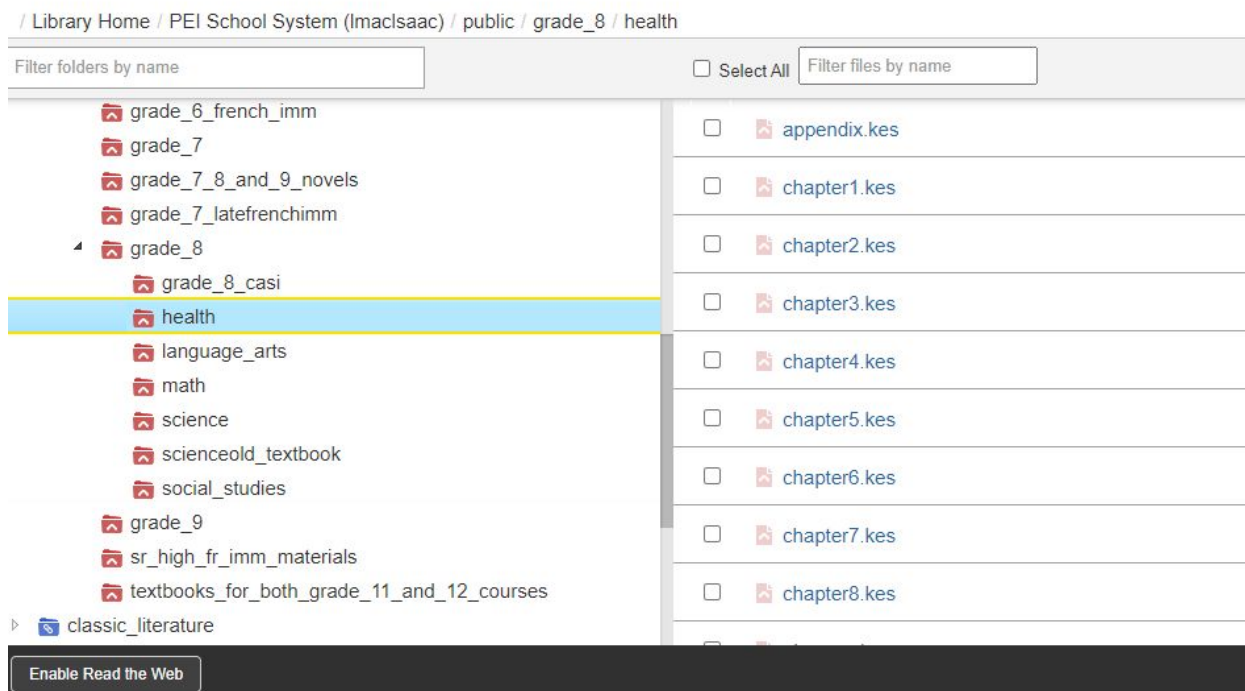 / Library Home / PEI School System (lmaclsaac) / public / grade_8 / health
Filter folders by name
Select All
Filter files by name
grade_6_french_imm
grade_7
grade_7_8_and_9_novels
grade_7_latefrenchimm
grade_8
grade_8_casi
health
language_arts
math
science
scienceold_textbook
social_studies
grade_9
sr_high_fr_imm_materials
textbooks_for_both_grade_11_and_12_courses
classic_literature
appendix.kes
chapter1.kes
chapter2.kes
chapter3.kes
chapter4.kes
chapter5.kes
chapter6.kes
chapter7.kes
chapter8.kes
Enable Read the Web